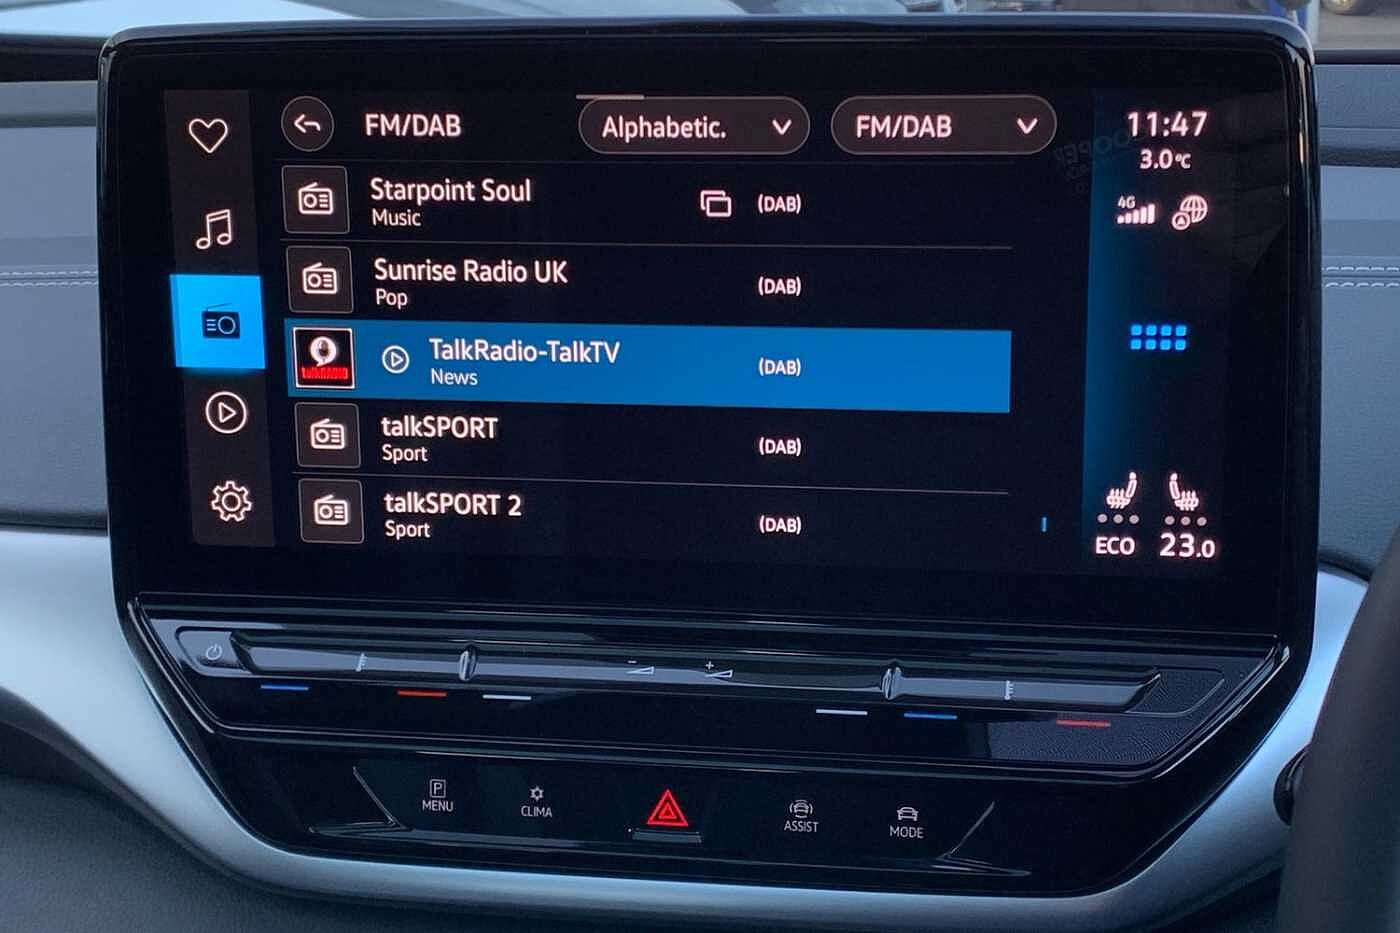 FM/DAB
Alphabetic.
FM/DAB
11:47
3.0°C
Starpoint Soul
Music
(DAB)
4G
Sunrise Radio UK
Pop
(DAB)
talkRADIO
TalkRadio-TalkTV
News
(DAB)
talkSPORT
Sport
(DAB)
talkSPORT 2
Sport
(DAB)
ECO
23.0
P
MENU
CLIMA
ASSIST
MODE